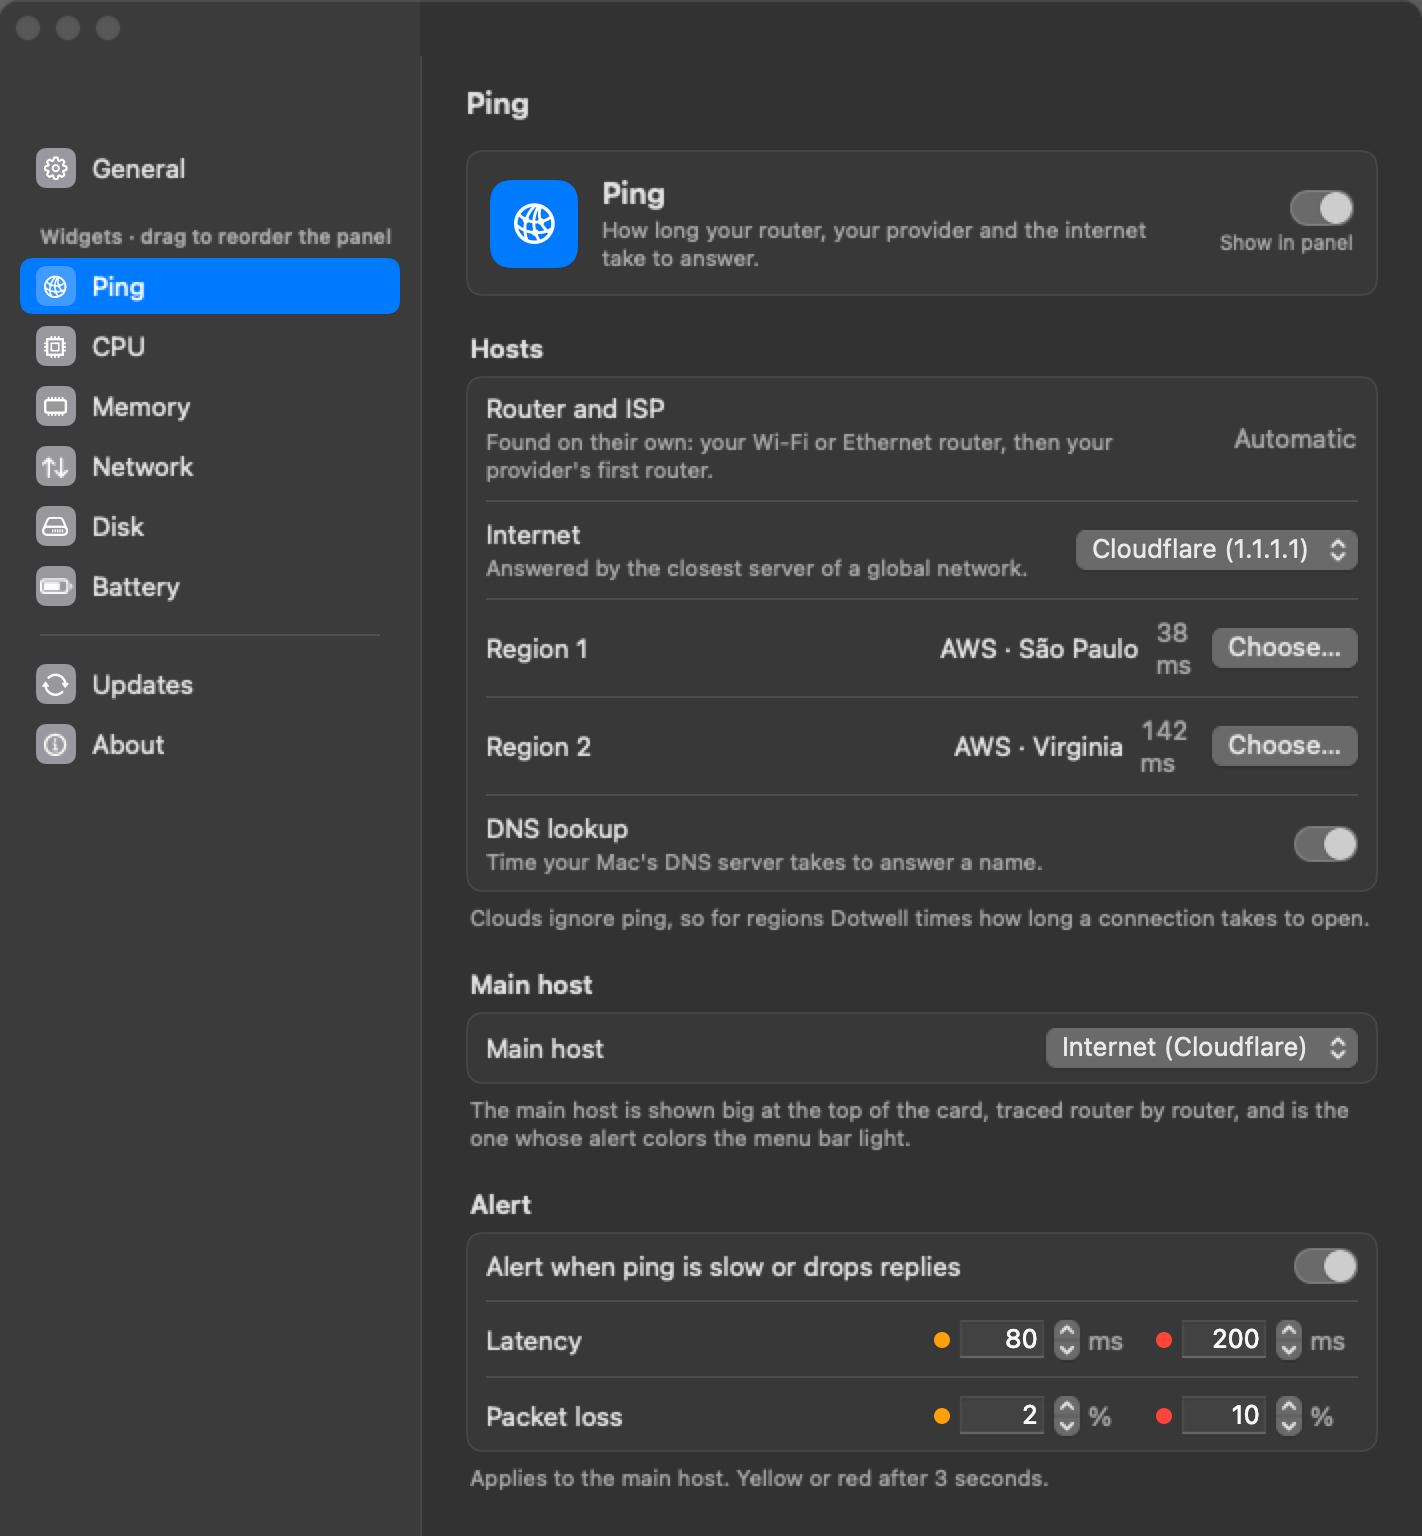 General
Widgets · drag to reorder the panel
Ping
CPU
Memory
Network
Disk
Battery
Updates
About
Ping
Ping
How long your router, your provider and the internet
take to answer.
Show in panel
Hosts
Router and ISP
Found on their own: your Wi-Fi or Ethernet router, then your
provider's first router.
Automatic
Internet
Answered by the closest server of a global network.
Cloudflare (1.1.1.1)
Region 1
AWS · São Paulo
38
ms
Choose...
Region 2
AWS · Virginia
142
ms
Choose...
DNS lookup
Time your Mac's DNS server takes to answer a name.
Clouds ignore ping, so for regions Dotwell times how long a connection takes to open.
Main host
Main host
Internet (Cloudflare)
The main host is shown big at the top of the card, traced router by router, and is the
one whose alert colors the menu bar light.
Alert
Alert when ping is slow or drops replies
Latency 80 ms 200 ms
Packet loss 2 % 10 %
Applies to the main host. Yellow or red after 3 seconds.